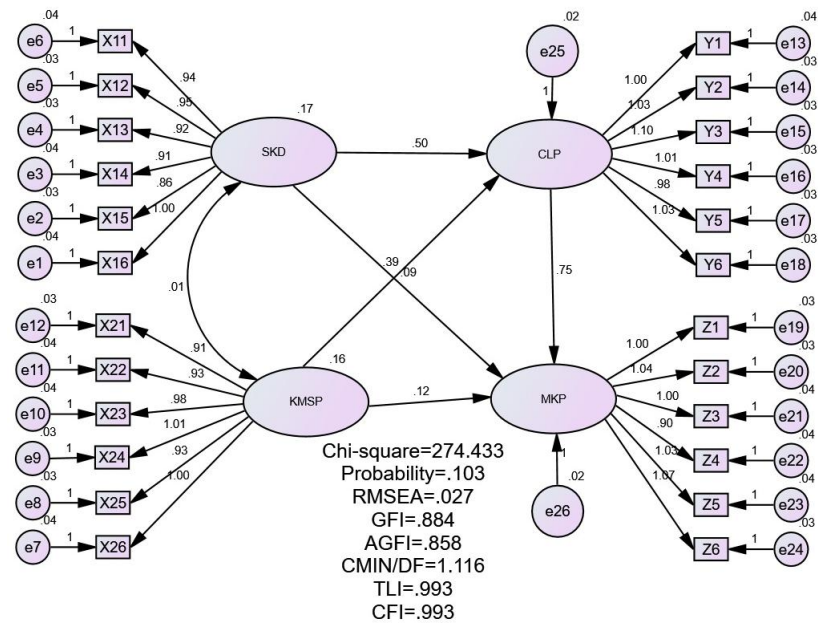 .04
e6 1 X11
.03
e5 1 X12
.03
e4 1 X13
.04
e3 1 X14
.03
e2 1 X15
.04
e1 1 X16
.94
.95
.92
.91
.86
1.00
.17
SKD
.50
.02
e25
1
CLP
1.00
1.03
1.10
1.01
.98
1.03
.04
Y1 1 e13
.03
Y2 1 e14
.03
Y3 1 e15
.03
Y4 1 e16
.03
Y5 1 e17
.03
Y6 1 e18
.01
.39
.09
.75
.03
e12 1 X21
.04
e11 1 X22
.04
e10 1 X23
.03
e9 1 X24
.03
e8 1 X25
.04
e7 1 X26
.91
.93
.98
1.01
.93
1.00
.16
KMSP
.12
MKP
1
.02
e26
1.00
1.04
1.00
.90
1.03
1.07
.03
Z1 1 e19
.03
Z2 1 e20
.04
Z3 1 e21
.04
Z4 1 e22
.04
Z5 1 e23
.03
Z6 1 e24
Chi-square=274.433
Probability=.103
RMSEA=.027
GFI=.884
AGFI=.858
CMIN/DF=1.116
TLI=.993
CFI=.993